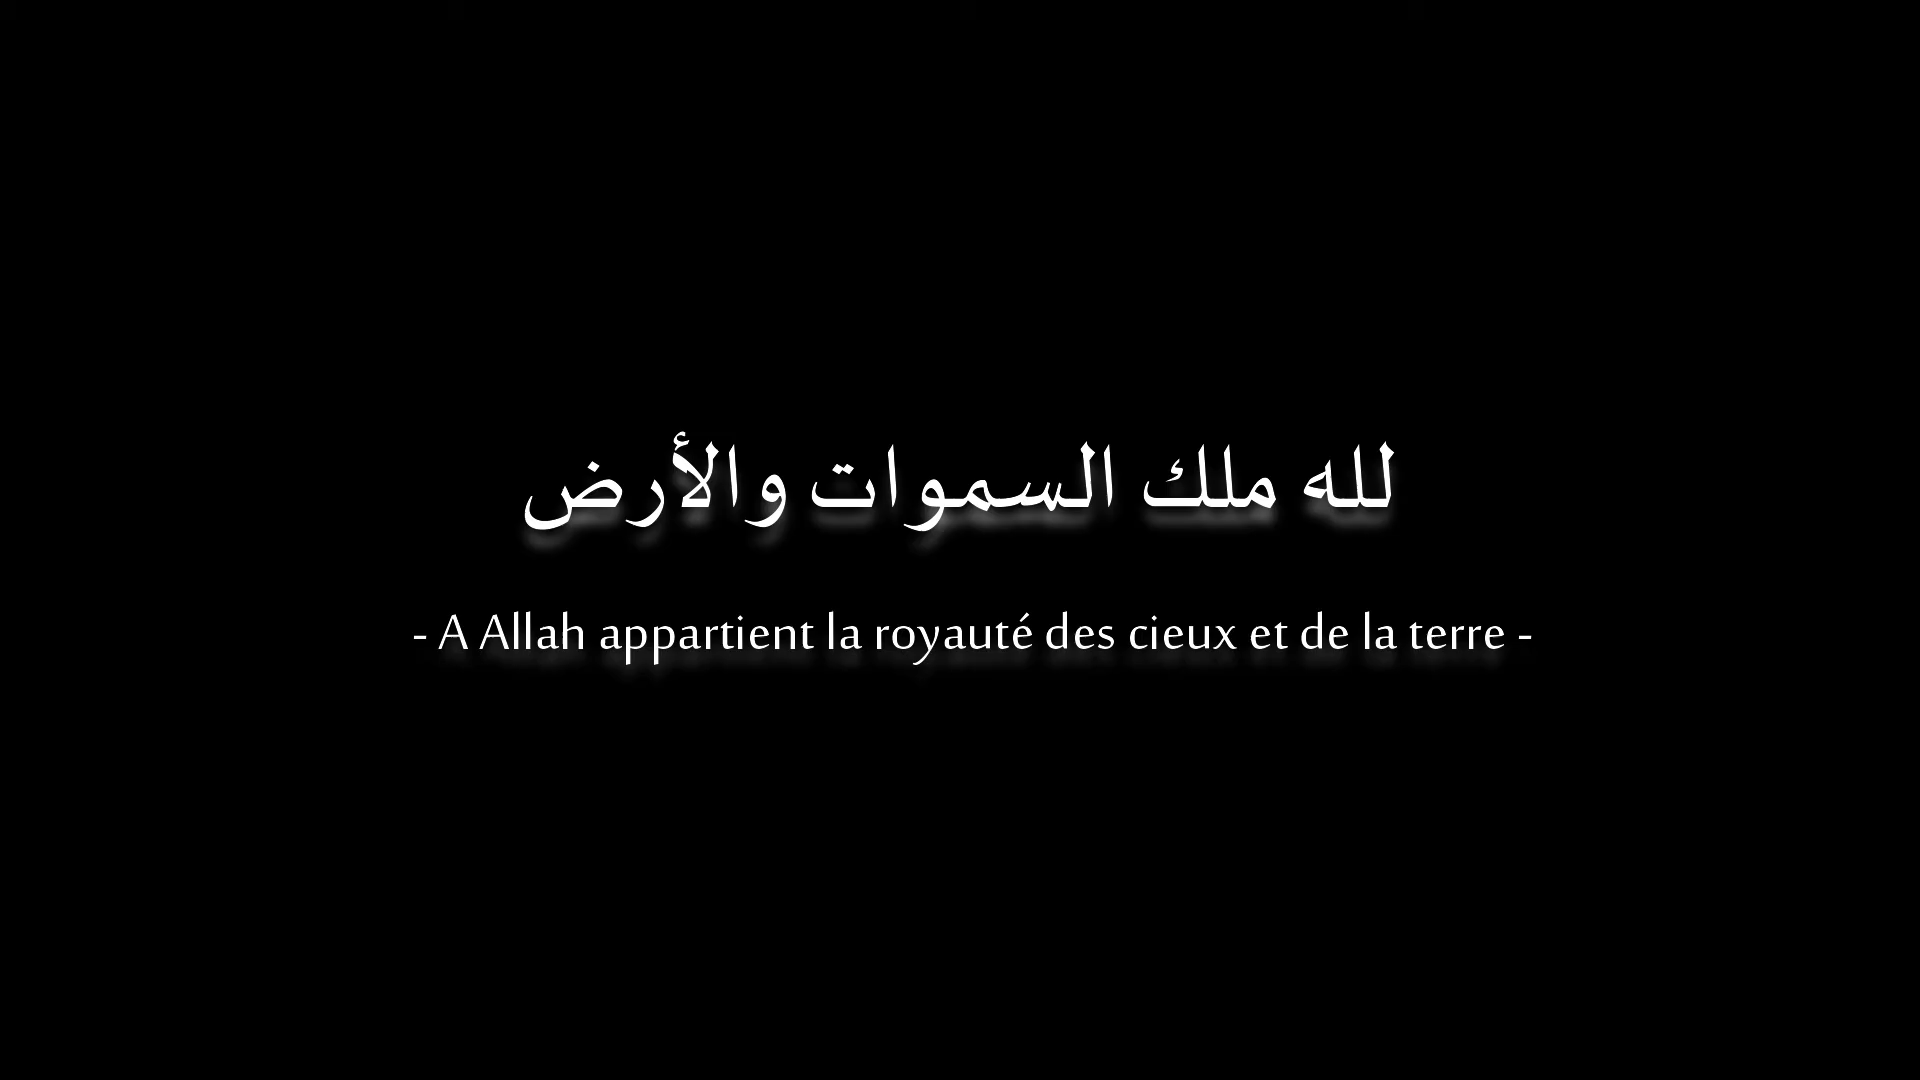 لله ملك السموات والأرض
- A Allah appartient la royauté des cieux et de la terre -